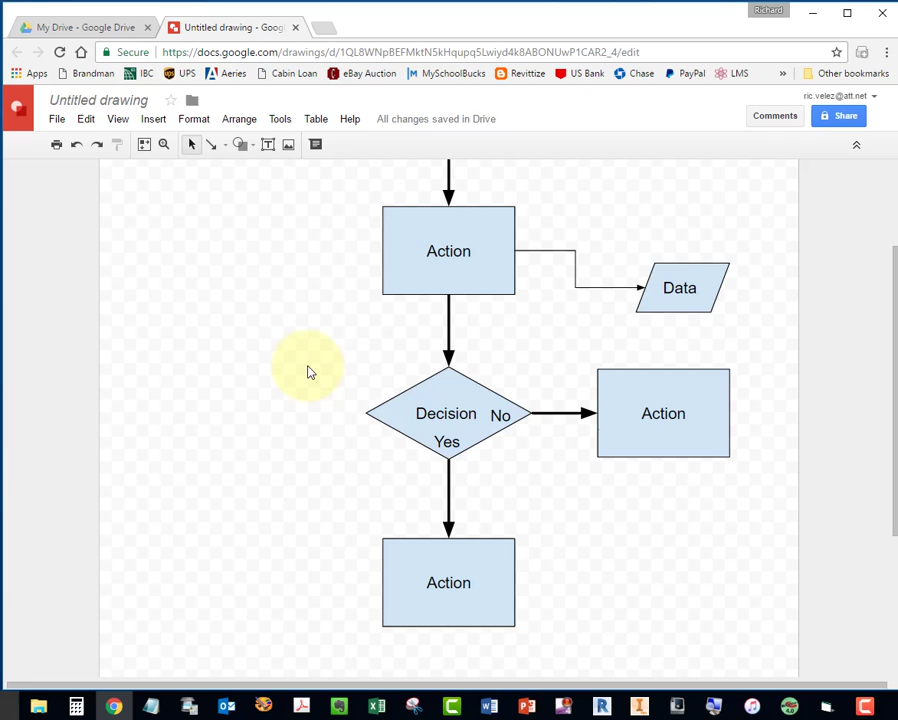 Richard
My Drive - Google Drive
Untitled drawing - Goog
Secure
https://docs.google.com/drawings/d/1QL8WNpBEFMktN5kHqupq5Lwiyd4k8ABONUwP1CAR2_4/edit
Apps
Brandman
IBC
UPS
Aeries
Cabin Loan
eBay Auction
MySchoolBucks
Revittize
US Bank
Chase
PayPal
LMS
»
Other bookmarks
Untitled drawing
ric.velez@att.net
File Edit View Insert Format Arrange Tools Table Help
All changes saved in Drive
Comments
Share
Action
Data
Decision
No
Yes
Action
Action